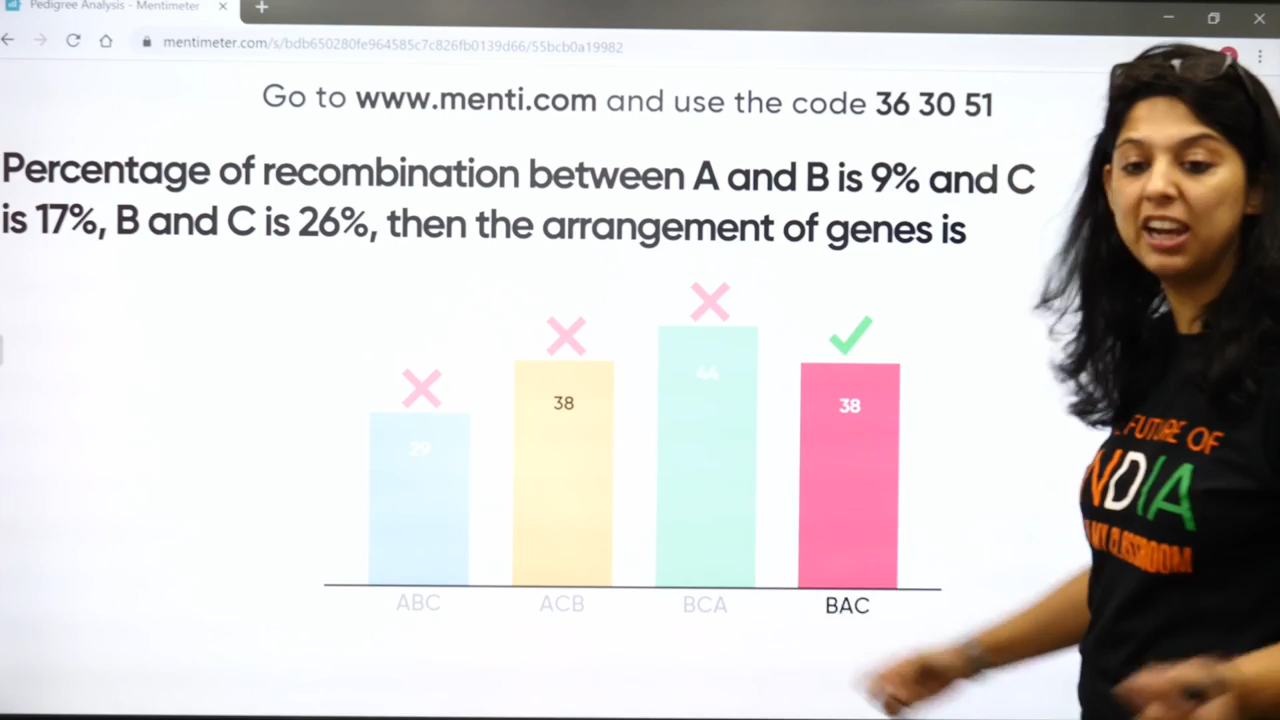 Pedigree Analysis - Mentimeter
mentimeter.com/s/bdb650280fe964585c7c826fb0139d66/55bcb0a19982
Go to www.menti.com and use the code 36 30 51
Percentage of recombination between A and B is 9% and C
is 17%, B and C is 26%, then the arrangement of genes is
29
38
44
38
ABC
ACB
BCA
BAC
FUTURE OF
INDIA
MY CLASSROOM